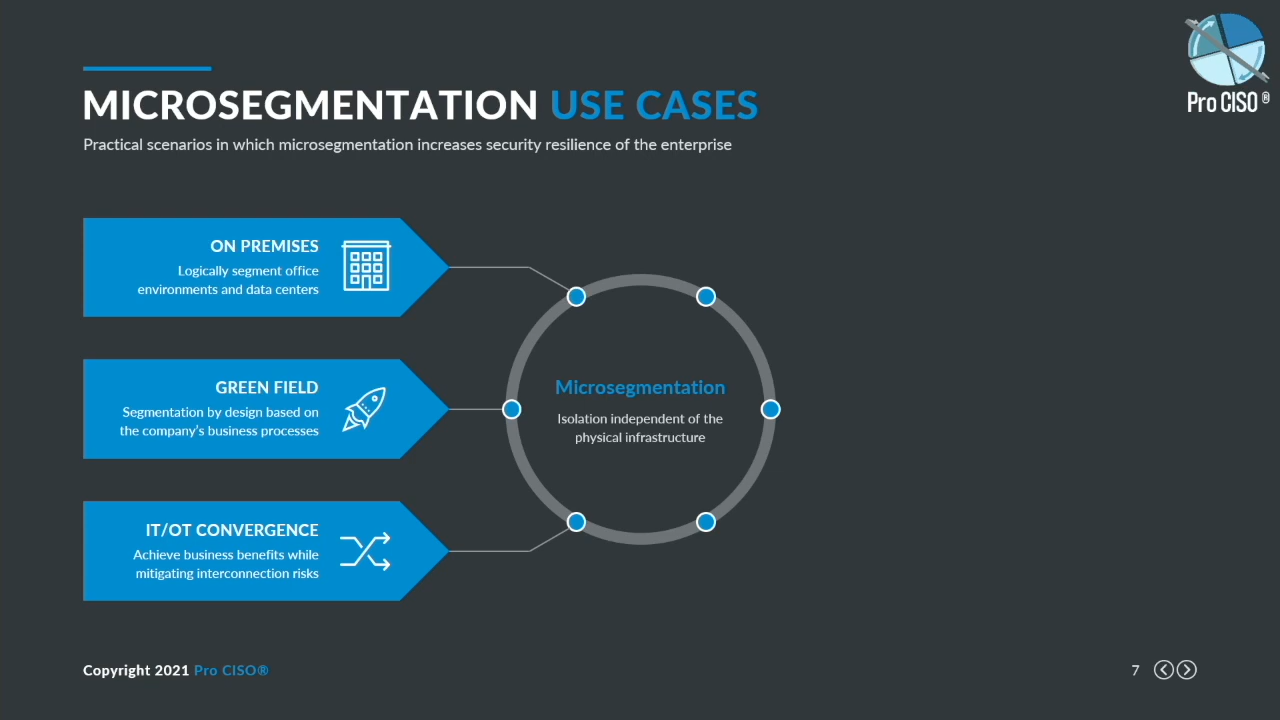 Pro CISO ®
MICROSEGMENTATION USE CASES
Practical scenarios in which microsegmentation increases security resilience of the enterprise
ON PREMISES
Logically segment office
environments and data centers
GREEN FIELD
Segmentation by design based on
the company's business processes
IT/OT CONVERGENCE
Achieve business benefits while
mitigating interconnection risks
Microsegmentation
Isolation independent of the
physical infrastructure
Copyright 2021 Pro CISO®
7